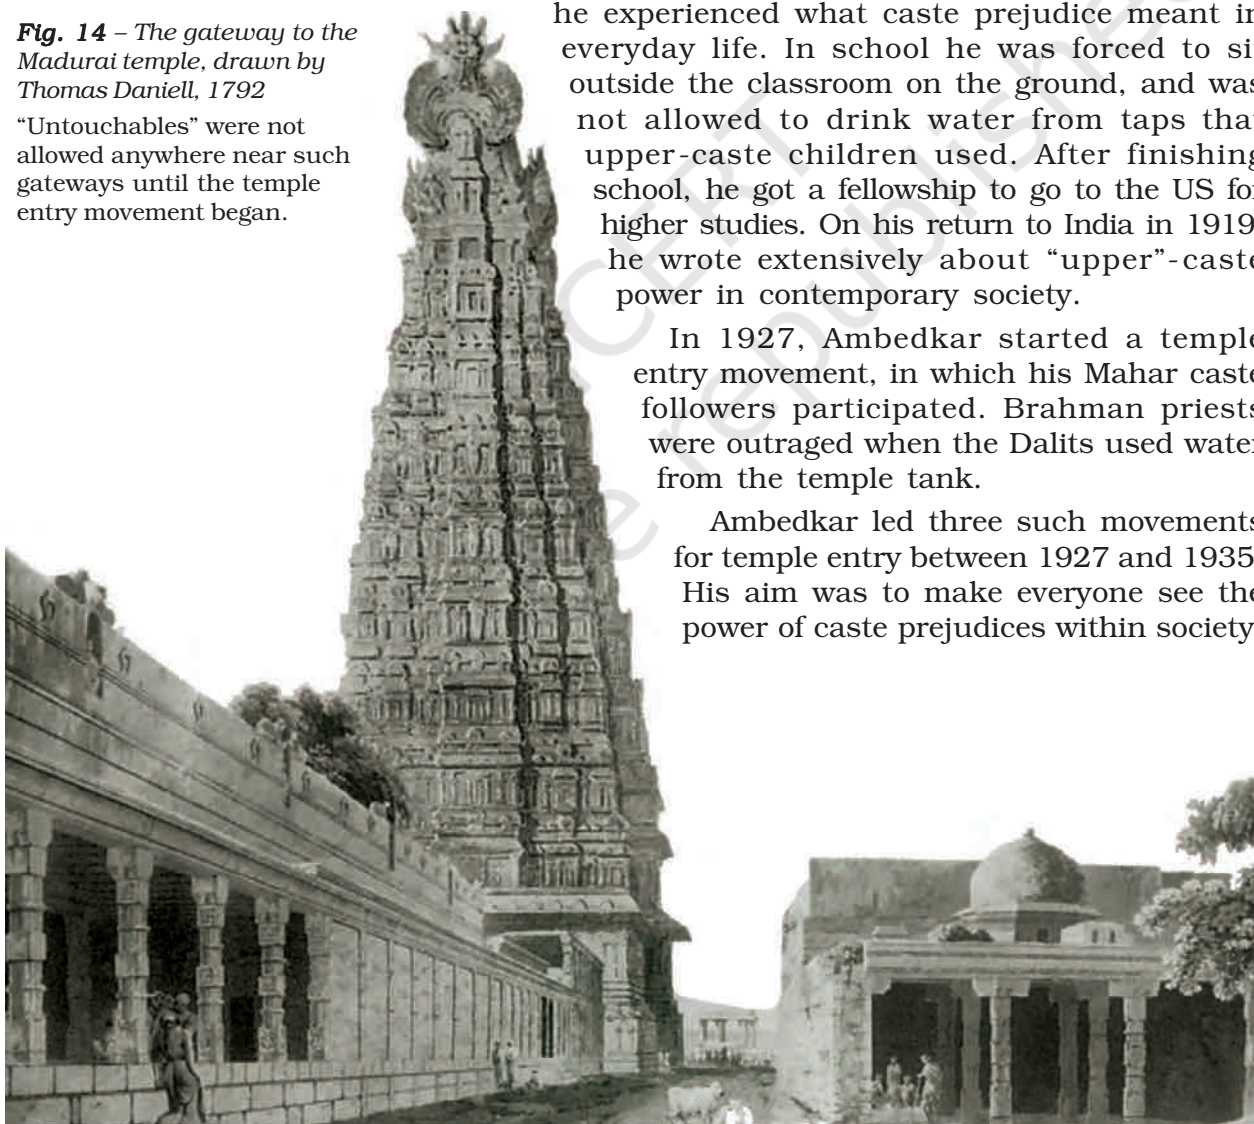 Fig. 14 – The gateway to the
Madurai temple, drawn by
Thomas Daniell, 1792
“Untouchables” were not
allowed anywhere near such
gateways until the temple
entry movement began.
he experienced what caste prejudice meant in
everyday life. In school he was forced to sit
outside the classroom on the ground, and was
not allowed to drink water from taps that
upper-caste children used. After finishing
school, he got a fellowship to go to the US for
higher studies. On his return to India in 1919,
he wrote extensively about “upper”-caste
power in contemporary society.
In 1927, Ambedkar started a temple
entry movement, in which his Mahar caste
followers participated. Brahman priests
were outraged when the Dalits used water
from the temple tank.
Ambedkar led three such movements
for temple entry between 1927 and 1935.
His aim was to make everyone see the
power of caste prejudices within society.
NCERT
republished